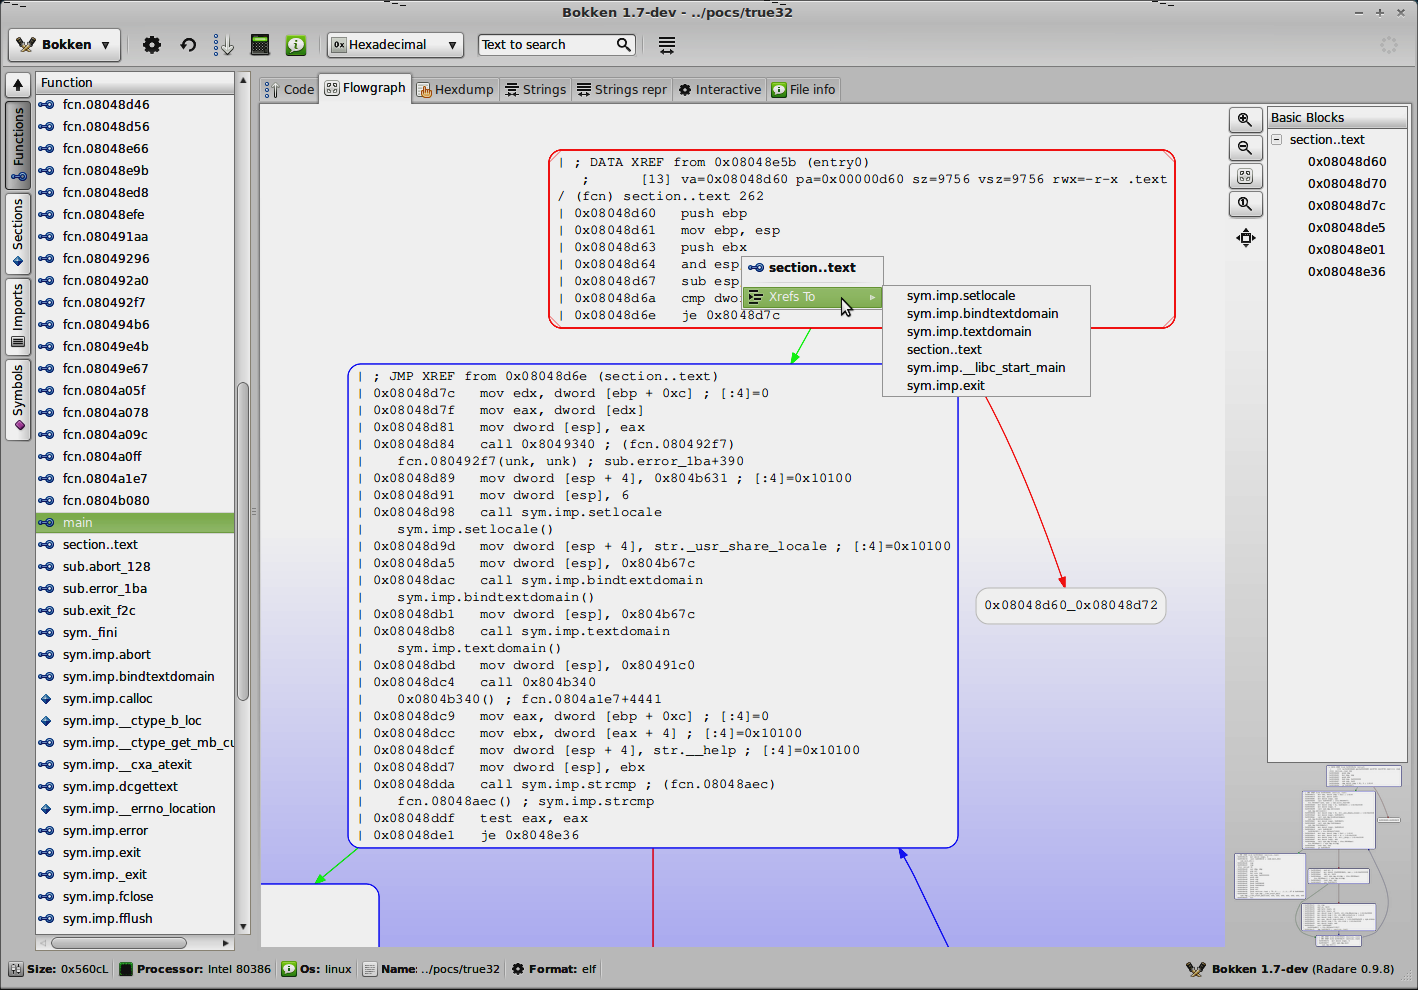 Bokken 1.7-dev - ../pocs/true32
Bokken
Hexadecimal
Text to search
Functions
Sections
Imports
Symbols
Function
fcn.08048d46
fcn.08048d56
fcn.08048e66
fcn.08048e9b
fcn.08048ed8
fcn.08048efe
fcn.080491aa
fcn.08049296
fcn.080492a0
fcn.080492f7
fcn.080494b6
fcn.08049e4b
fcn.08049e67
fcn.0804a05f
fcn.0804a078
fcn.0804a09c
fcn.0804a0ff
fcn.0804a1e7
fcn.0804b080
main
section..text
sub.abort_128
sub.error_1ba
sub.exit_f2c
sym._fini
sym.imp.abort
sym.imp.bindtextdomain
sym.imp.calloc
sym.imp.__ctype_b_loc
sym.imp.__ctype_get_mb_cu
sym.imp.__cxa_atexit
sym.imp.dcgettext
sym.imp.__errno_location
sym.imp.error
sym.imp.exit
sym.imp._exit
sym.imp.fclose
sym.imp.fflush
Code
Flowgraph
Hexdump
Strings
Strings repr
Interactive
File info
| ; DATA XREF from 0x08048e5b (entry0)
; [13] va=0x08048d60 pa=0x00000d60 sz=9756 vsz=9756 rwx=-r-x .text
/ (fcn) section..text 262
| 0x08048d60 push ebp
| 0x08048d61 mov ebp, esp
| 0x08048d63 push ebx
| 0x08048d64 and esp
| 0x08048d67 sub esp
| 0x08048d6a cmp dwo
| 0x08048d6e je 0x8048d7c
section..text
Xrefs To
sym.imp.setlocale
sym.imp.bindtextdomain
sym.imp.textdomain
section..text
sym.imp.__libc_start_main
sym.imp.exit
| ; JMP XREF from 0x08048d6e (section..text)
| 0x08048d7c mov edx, dword [ebp + 0xc] ; [:4]=0
| 0x08048d7f mov eax, dword [edx]
| 0x08048d81 mov dword [esp], eax
| 0x08048d84 call 0x8049340 ; (fcn.080492f7)
| fcn.080492f7(unk, unk) ; sub.error_1ba+390
| 0x08048d89 mov dword [esp + 4], 0x804b631 ; [:4]=0x10100
| 0x08048d91 mov dword [esp], 6
| 0x08048d98 call sym.imp.setlocale
| sym.imp.setlocale()
| 0x08048d9d mov dword [esp + 4], str._usr_share_locale ; [:4]=0x10100
| 0x08048da5 mov dword [esp], 0x804b67c
| 0x08048dac call sym.imp.bindtextdomain
| sym.imp.bindtextdomain()
| 0x08048db1 mov dword [esp], 0x804b67c
| 0x08048db8 call sym.imp.textdomain
| sym.imp.textdomain()
| 0x08048dbd mov dword [esp], 0x80491c0
| 0x08048dc4 call 0x804b340
| 0x0804b340() ; fcn.0804a1e7+4441
| 0x08048dc9 mov eax, dword [ebp + 0xc] ; [:4]=0
| 0x08048dcc mov ebx, dword [eax + 4] ; [:4]=0x10100
| 0x08048dcf mov dword [esp + 4], str.__help ; [:4]=0x10100
| 0x08048dd7 mov dword [esp], ebx
| 0x08048dda call sym.imp.strcmp ; (fcn.08048aec)
| fcn.08048aec() ; sym.imp.strcmp
| 0x08048ddf test eax, eax
| 0x08048de1 je 0x8048e36
0x08048d60_0x08048d72
Basic Blocks
section..text
0x08048d60
0x08048d70
0x08048d7c
0x08048de5
0x08048e01
0x08048e36
Size: 0x560cL
Processor: Intel 80386
Os: linux
Name: ../pocs/true32
Format: elf
Bokken 1.7-dev (Radare 0.9.8)